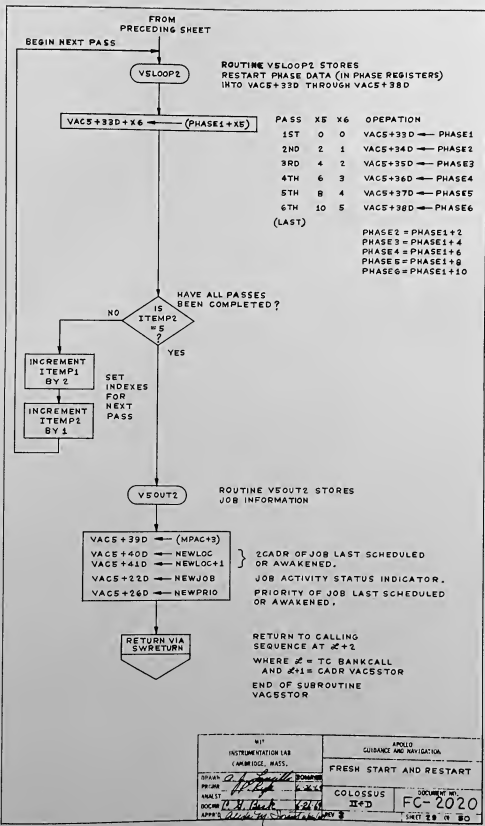 FROM
PRECEDING SHEET
BEGIN NEXT PASS
V5LOOP2
ROUTINE V5LOOP2 STORES
RESTART PHASE DATA (IN PHASE REGISTERS)
INTO VAC5+33D THROUGH VAC5+38D
VAC5+33D+X6 ← (PHASE1+X5)
PASS X5 X6 OPERATION
1ST 0 0 VAC5+33D ← PHASE1
2ND 2 1 VAC5+34D ← PHASE2
3RD 4 2 VAC5+35D ← PHASE3
4TH 6 3 VAC5+36D ← PHASE4
5TH 8 4 VAC5+37D ← PHASE5
6TH 10 5 VAC5+38D ← PHASE6
(LAST)
PHASE2 = PHASE1+2
PHASE3 = PHASE1+4
PHASE4 = PHASE1+6
PHASE5 = PHASE1+8
PHASE6 = PHASE1+10
HAVE ALL PASSES
BEEN COMPLETED?
NO
IS
ITEMP2
= 5
?
YES
INCREMENT
ITEMP1
BY 2
SET
INDEXES
FOR
NEXT
PASS
INCREMENT
ITEMP2
BY 1
V5OUT2
ROUTINE V5OUT2 STORES
JOB INFORMATION
VAC5+39D ← (MPAC+3)
VAC5+40D ← NEWLOC
VAC5+41D ← NEWLOC+1
2CADR OF JOB LAST SCHEDULED
OR AWAKENED.
VAC5+22D ← NEWJOB
JOB ACTIVITY STATUS INDICATOR.
VAC5+26D ← NEWPRIO
PRIORITY OF JOB LAST SCHEDULED
OR AWAKENED.
RETURN VIA
SWRETURN
RETURN TO CALLING
SEQUENCE AT ℒ+2
WHERE ℒ = TC BANKCALL
AND ℒ+1 = CADR VAC5STOR
END OF SUBROUTINE
VAC5STOR
MIT
INSTRUMENTATION LAB
CAMBRIDGE, MASS.
APOLLO
GUIDANCE AND NAVIGATION
FRESH START AND RESTART
DRAWN
PRGMR
ANALST
DOCMR
APPR'D
COLOSSUS
II+D
DOCUMENT NO.
FC-2020
REV 2
SHEET 29 OF 80